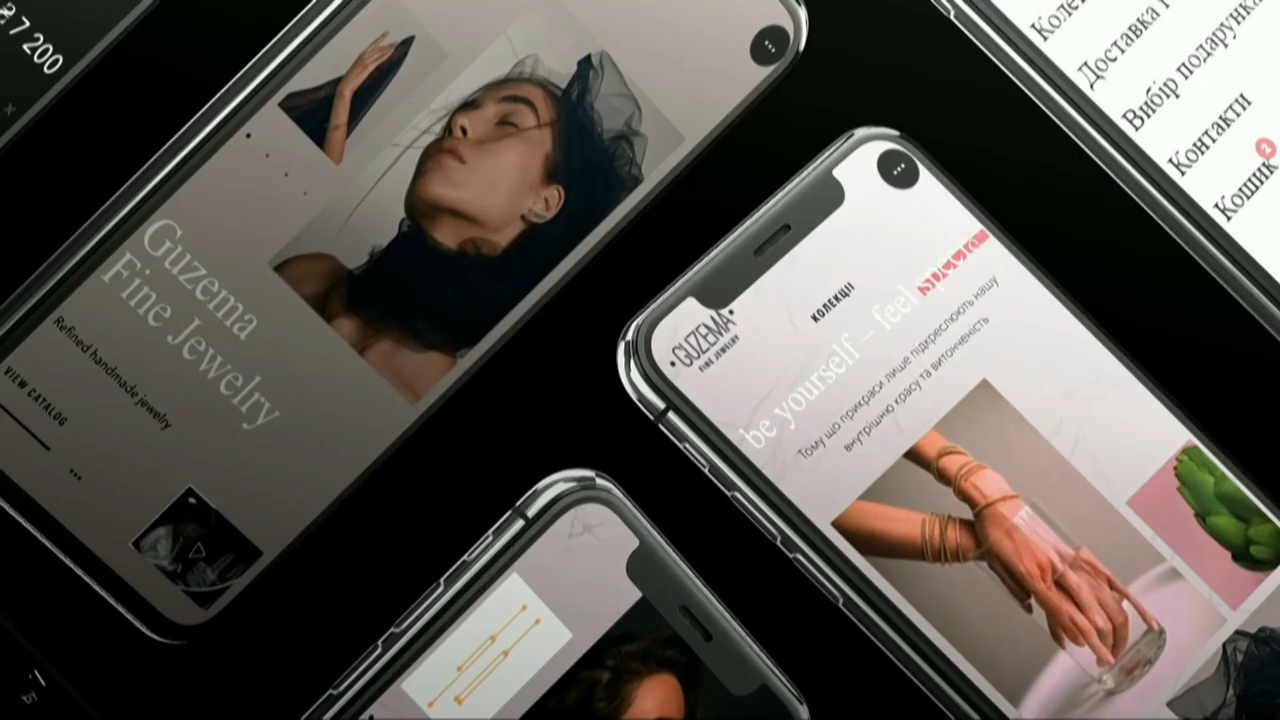 ₴ 7 200
Guzema
Fine Jewelry
Refined handmade jewelry
VIEW CATALOG
•GUZEMA•
FINE JEWELRY
КОЛЕКЦІЇ
be yourself – feel
Тому що прикраси лише підкреслюють нашу
внутрішню красу та витонченість
Доставка
Вибір подарунка
Контакти
Кошик 2